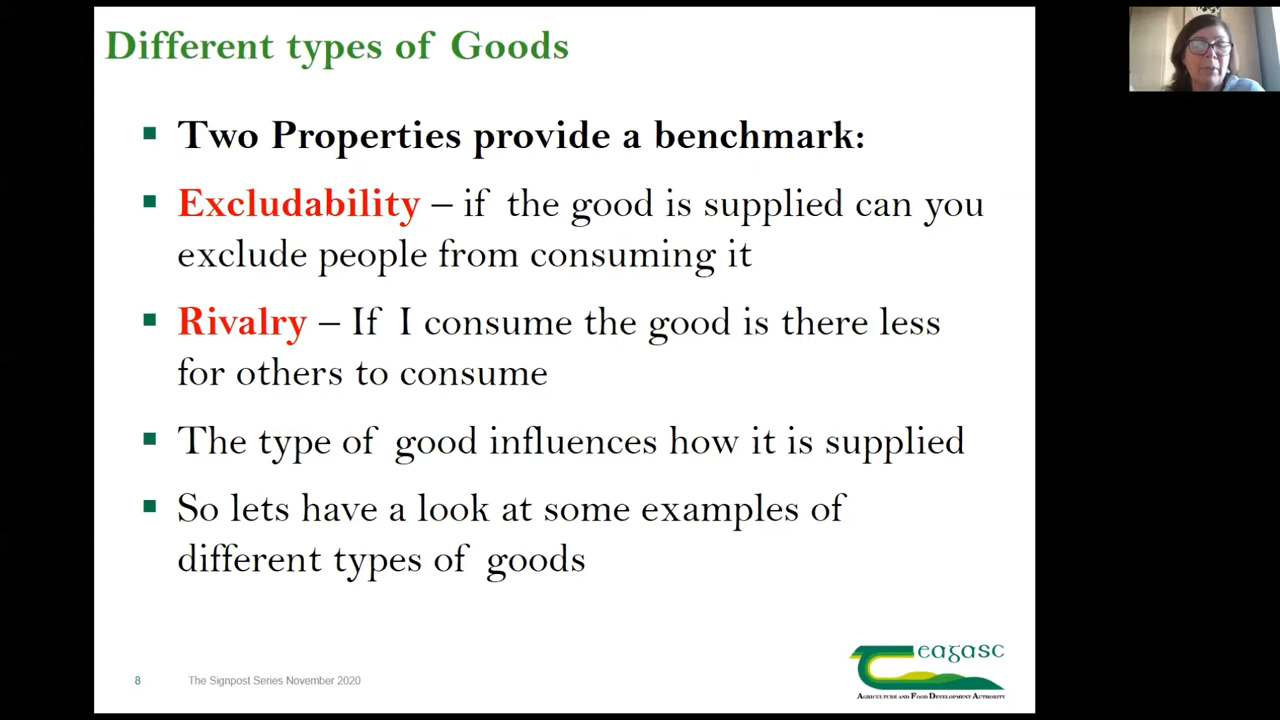 Different types of Goods
Two Properties provide a benchmark:
Excludability – if the good is supplied can you
exclude people from consuming it
Rivalry – If I consume the good is there less
for others to consume
The type of good influences how it is supplied
So lets have a look at some examples of
different types of goods
8 The Signpost Series November 2020
eagasc
AGRICULTURE AND FOOD DEVELOPMENT AUTHORITY